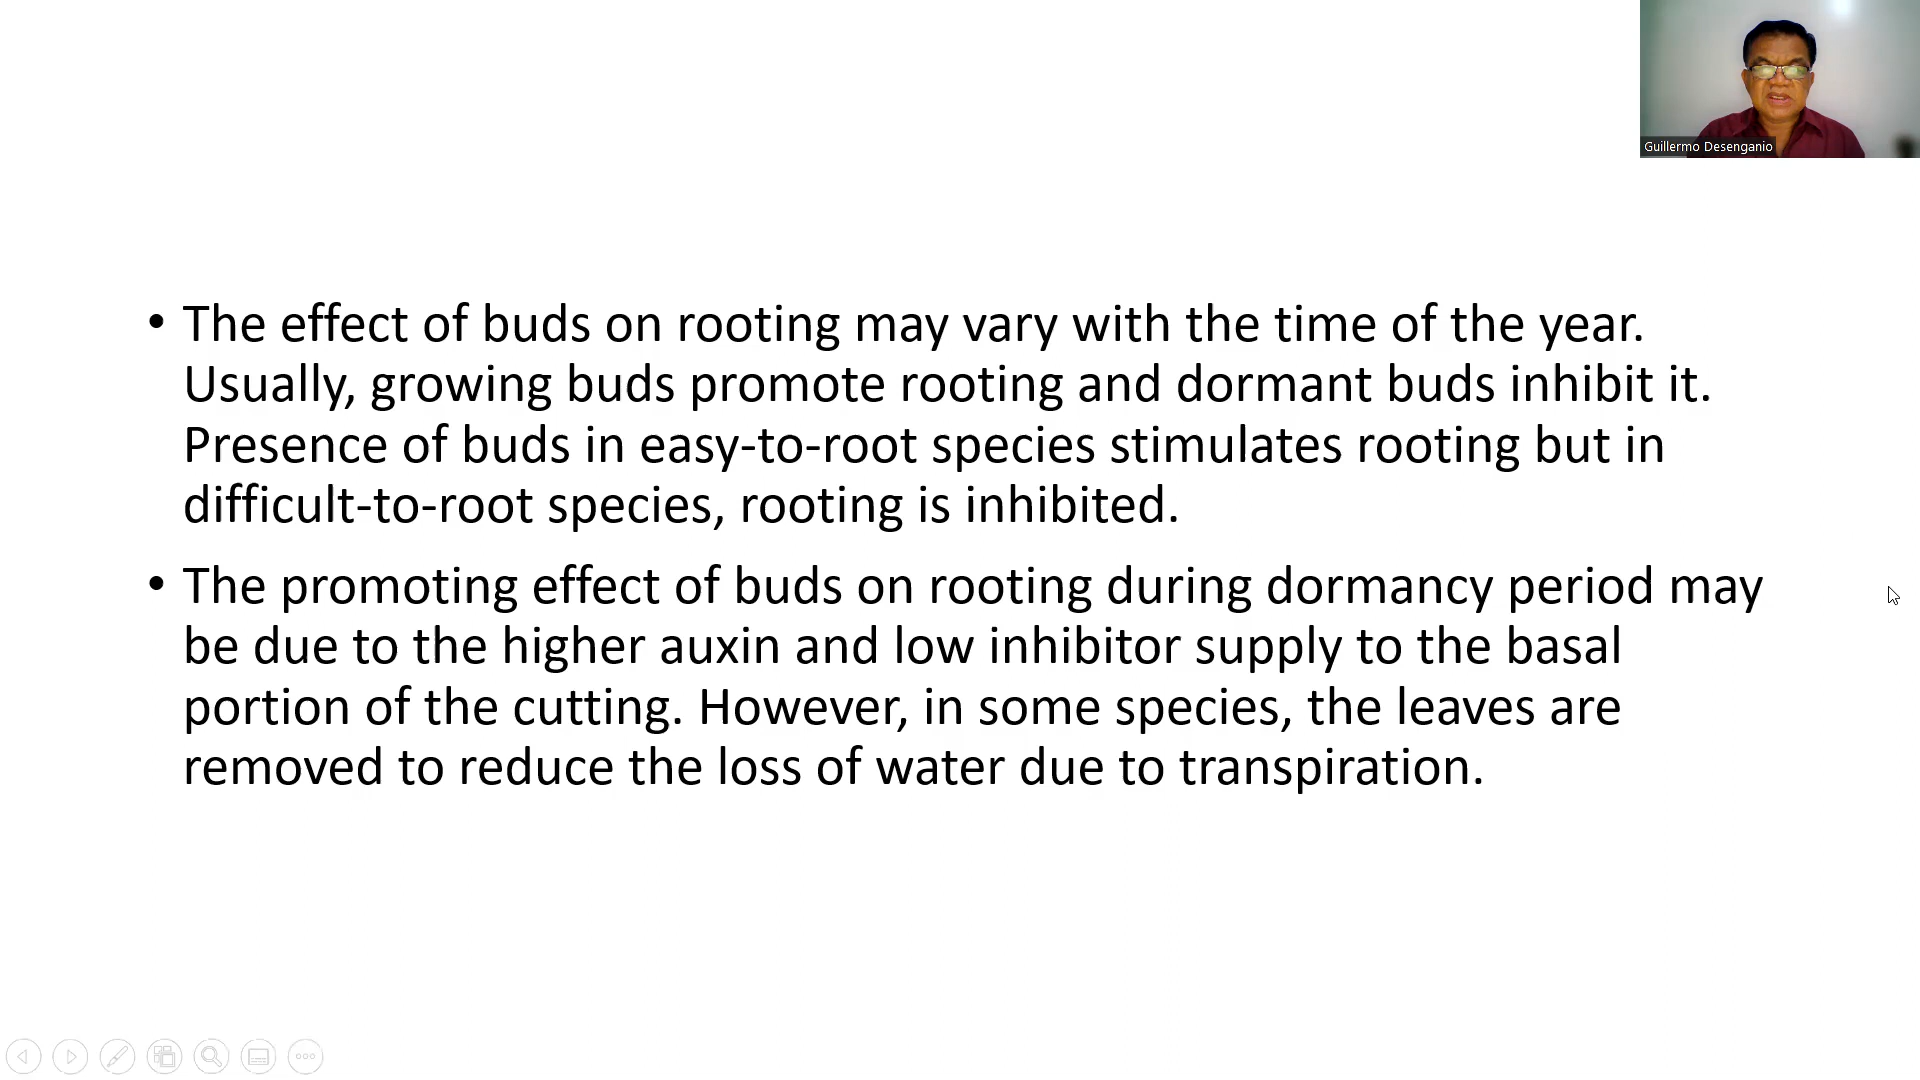 Guillermo Desenganio
• The effect of buds on rooting may vary with the time of the year.
Usually, growing buds promote rooting and dormant buds inhibit it.
Presence of buds in easy-to-root species stimulates rooting but in
difficult-to-root species, rooting is inhibited.
• The promoting effect of buds on rooting during dormancy period may
be due to the higher auxin and low inhibitor supply to the basal
portion of the cutting. However, in some species, the leaves are
removed to reduce the loss of water due to transpiration.